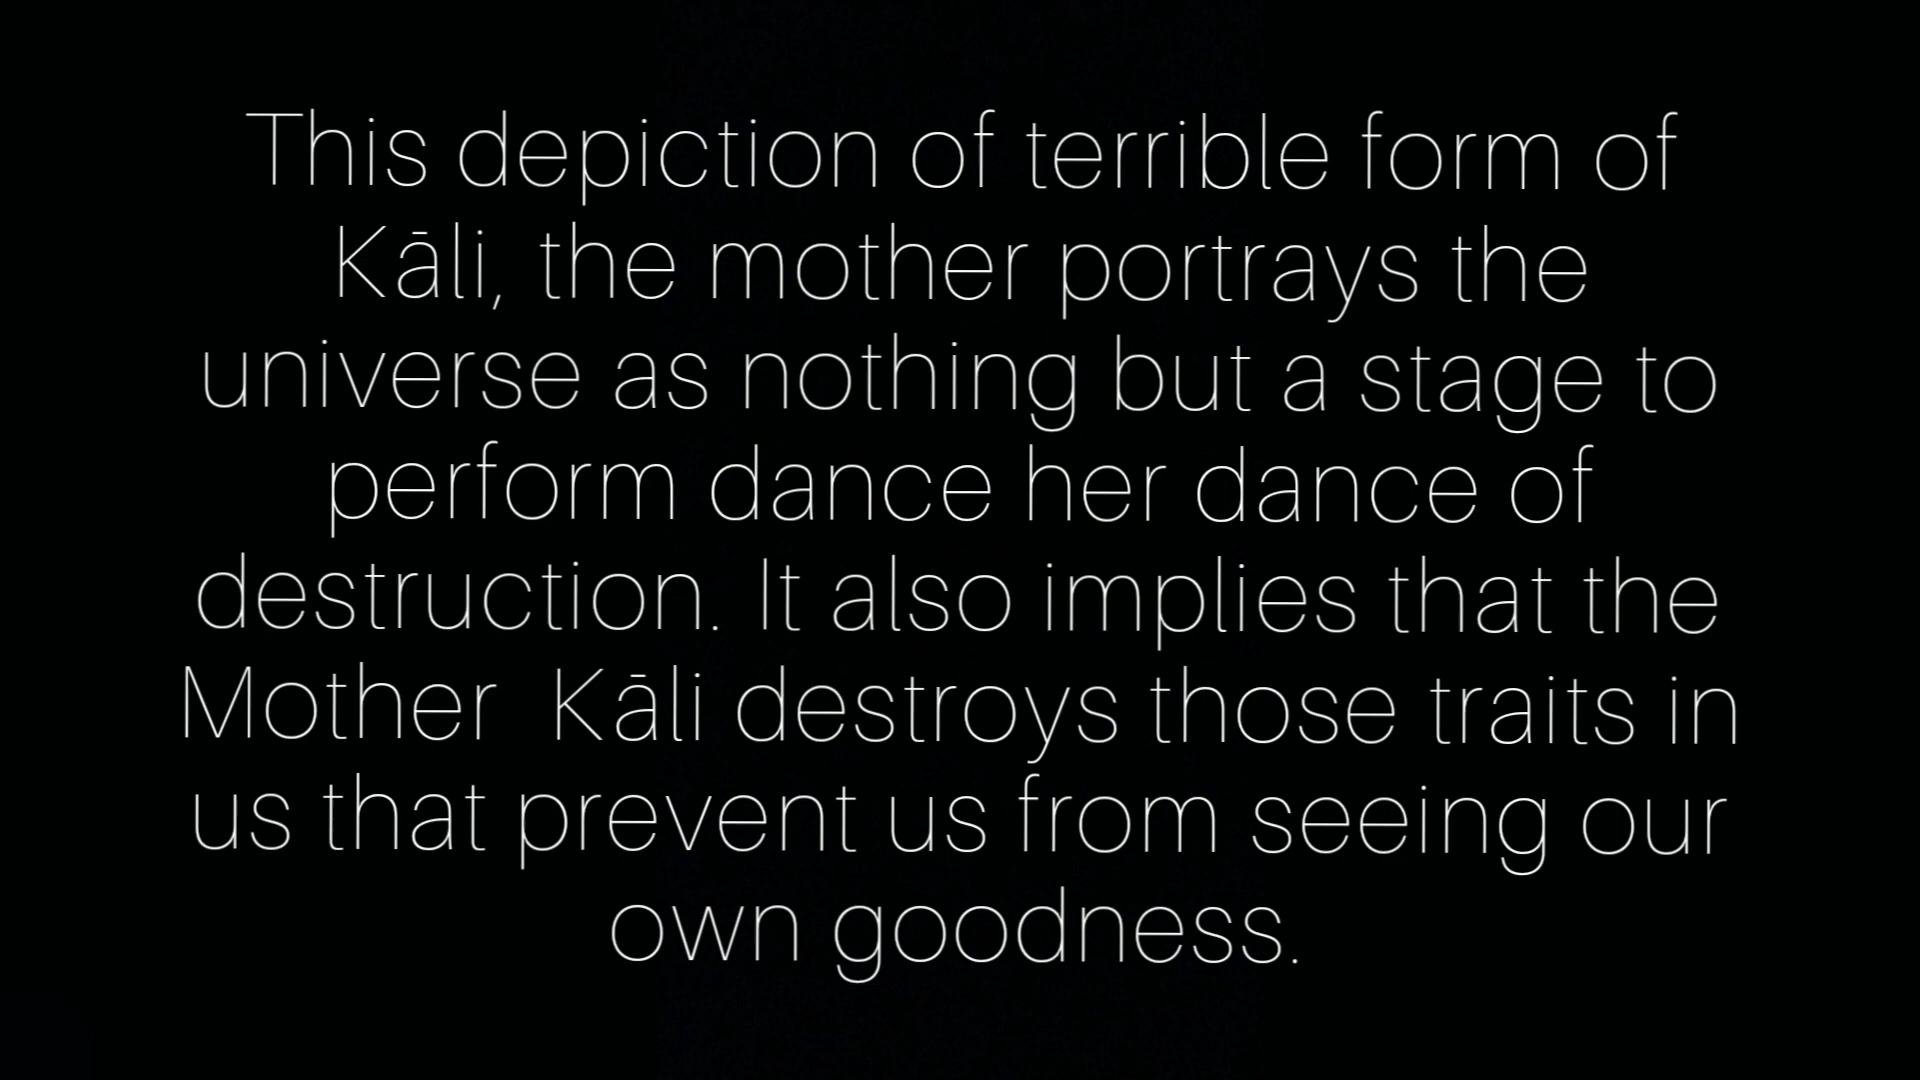 This depiction of terrible form of
Kāli, the mother portrays the
universe as nothing but a stage to
perform dance her dance of
destruction. It also implies that the
Mother  Kāli destroys those traits in
us that prevent us from seeing our
own goodness.